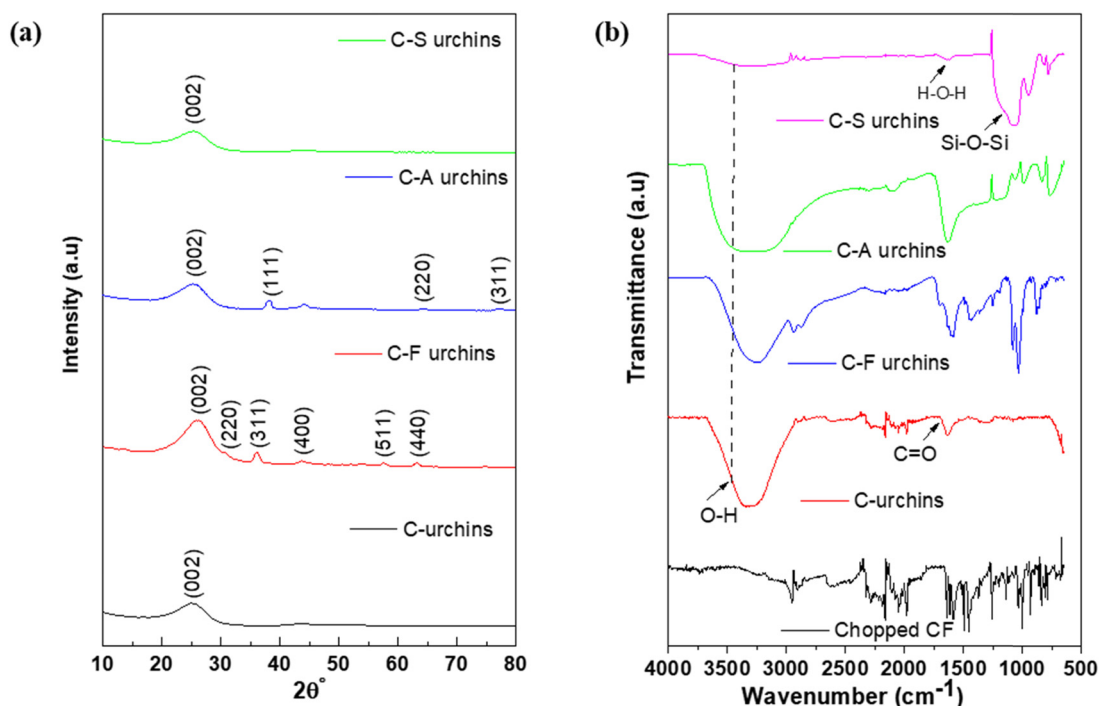 (a)
C-S urchins
(002)
C-A urchins
(002)
(111)
(220)
(311)
C-F urchins
(002)
(220)
(311)
(400)
(511)
(440)
C-urchins
(002)
10 20 30 40 50 60 70 80
2θ°
Intensity (a.u)
(b)
H-O-H
C-S urchins
Si-O-Si
C-A urchins
C-F urchins
C=O
C-urchins
O-H
Chopped CF
4000 3500 3000 2500 2000 1500 1000 500
Wavenumber (cm⁻¹)
Transmittance (a.u)